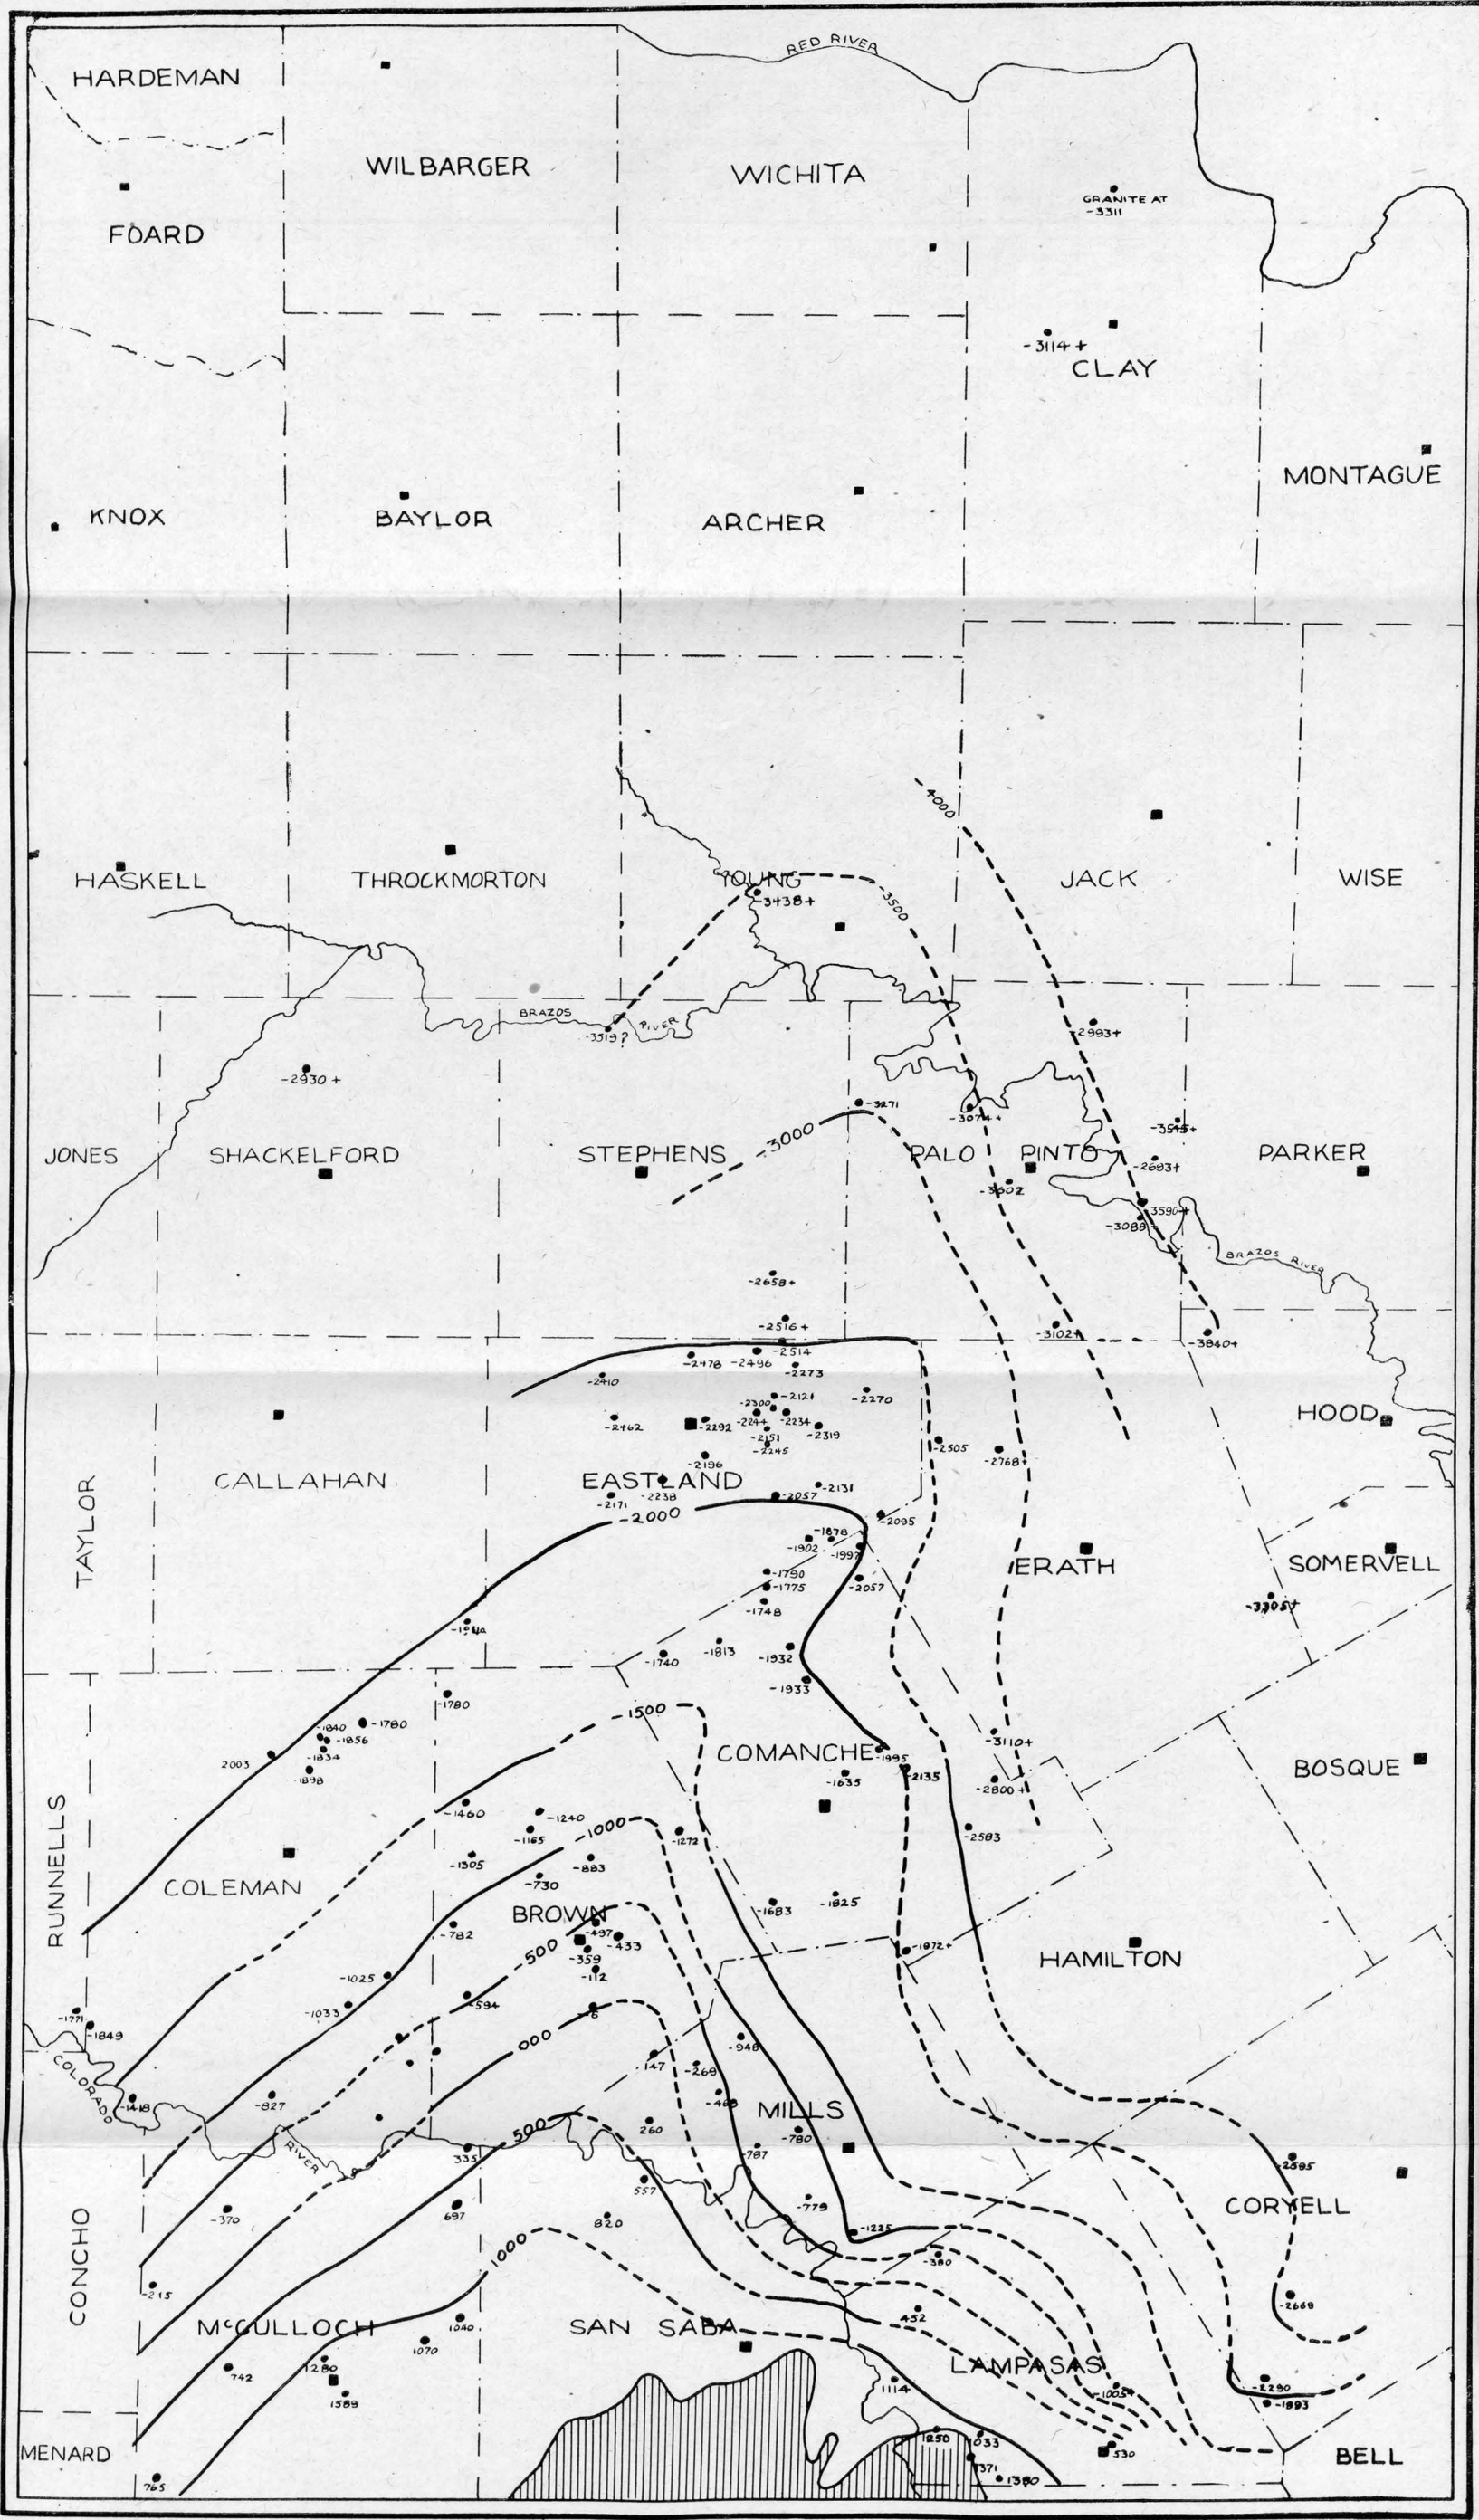 RED RIVER
HARDEMAN
WILBARGER
WICHITA
GRANITE AT
-3311
FOARD
-3114+
CLAY
MONTAGUE
KNOX
BAYLOR
ARCHER
-4000
HASKELL
THROCKMORTON
YOUNG
JACK
WISE
-3438+
-3500
BRAZOS
RIVER
-3519?
-2993+
-2930+
-3271
-3074+
-3000
JONES
SHACKELFORD
STEPHENS
PALO PINTO
PARKER
-2693+
-3602
3590+
-3088
BRAZOS RIVER
-2658+
-2516+
-3102+
-3840+
-2514
-2478
-2496
-2273
-2410
-2121
-2270
-2300
HOOD
-2462
-2292
-2244
-2234
-2319
-2151
-2245
-2505
-2768+
-2196
CALLAHAN
EASTLAND
TAYLOR
-2171
-2238
-2057
-2131
-2000
-2095
-1878
-1902
-1997
ERATH
SOMERVELL
-1790
-1775
-2057
-1748
-3305+
-1740
-1813
-1932
-1933
-1780
-1500
-1840
-1780
-1856
-1834
2003
-1898
COMANCHE
-1995
-3110+
-1635
-2135
-2800+
BOSQUE
RUNNELLS
-1460
-1240
-1165
-1000
-1272
-2583
-1305
-883
COLEMAN
-730
-1683
-1825
BROWN
-782
-497
-433
-500
-359
-112
-1872+
HAMILTON
-1025
-1033
-594
-6
-1771
-1849
000
-948
147
-269
COLORADO
-1418
-827
MILLS
500
260
-780
RIVER
335
-787
-2585
557
-370
697
820
-779
CORYELL
-1225
1000
-380
CONCHO
-215
-2668
McCULLOCH
1040
SAN SABA
452
1070
742
1280
LAMPASAS
1589
1114
-1005+
-2290
-1893
1250
1033
530
MENARD
BELL
1371
765
1380